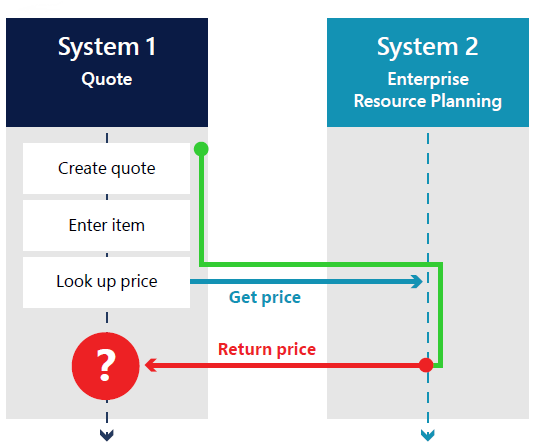 System 1
Quote
System 2
Enterprise
Resource Planning
Create quote
Enter item
Look up price
Get price
Return price
?